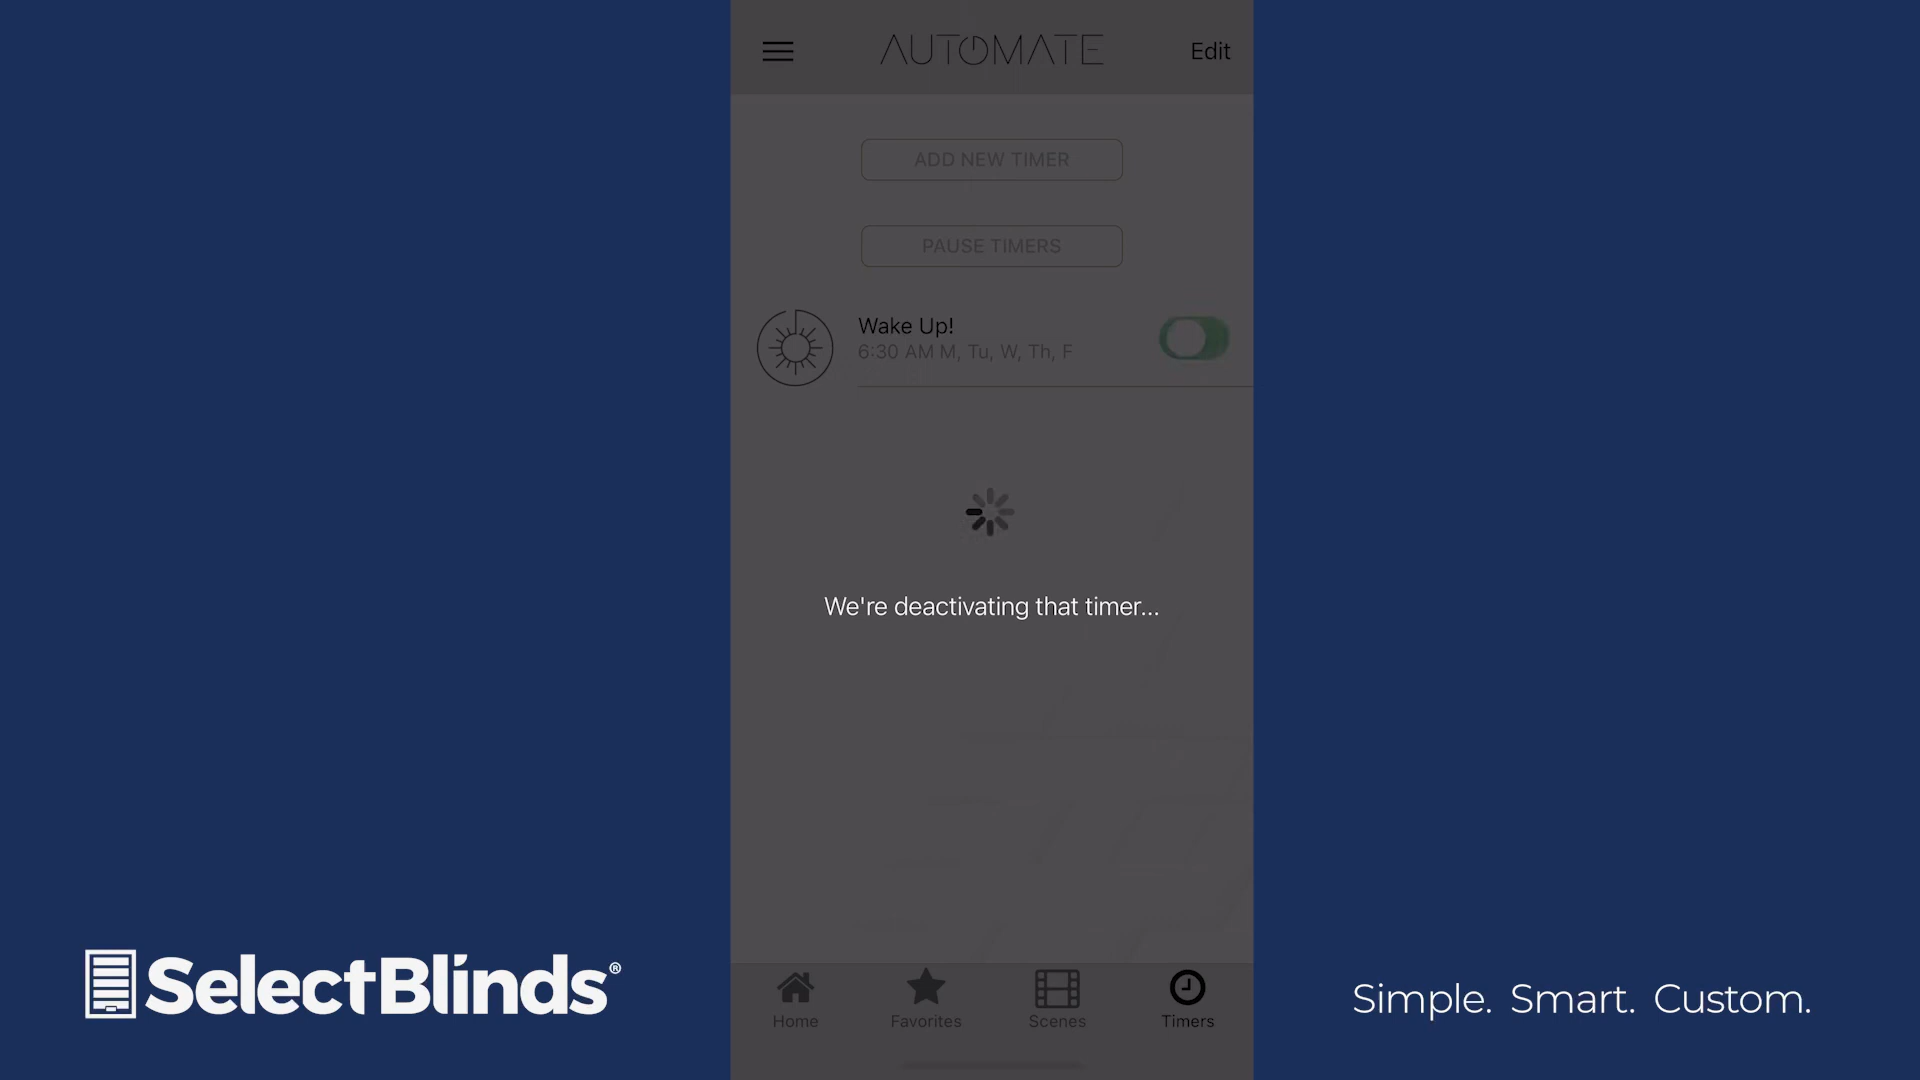 AUTOMATE
Edit
ADD NEW TIMER
PAUSE TIMERS
Wake Up!
6:30 AM M, Tu, W, Th, F
We're deactivating that timer...
Home
Favorites
Scenes
Timers
SelectBlinds®
Simple. Smart. Custom.